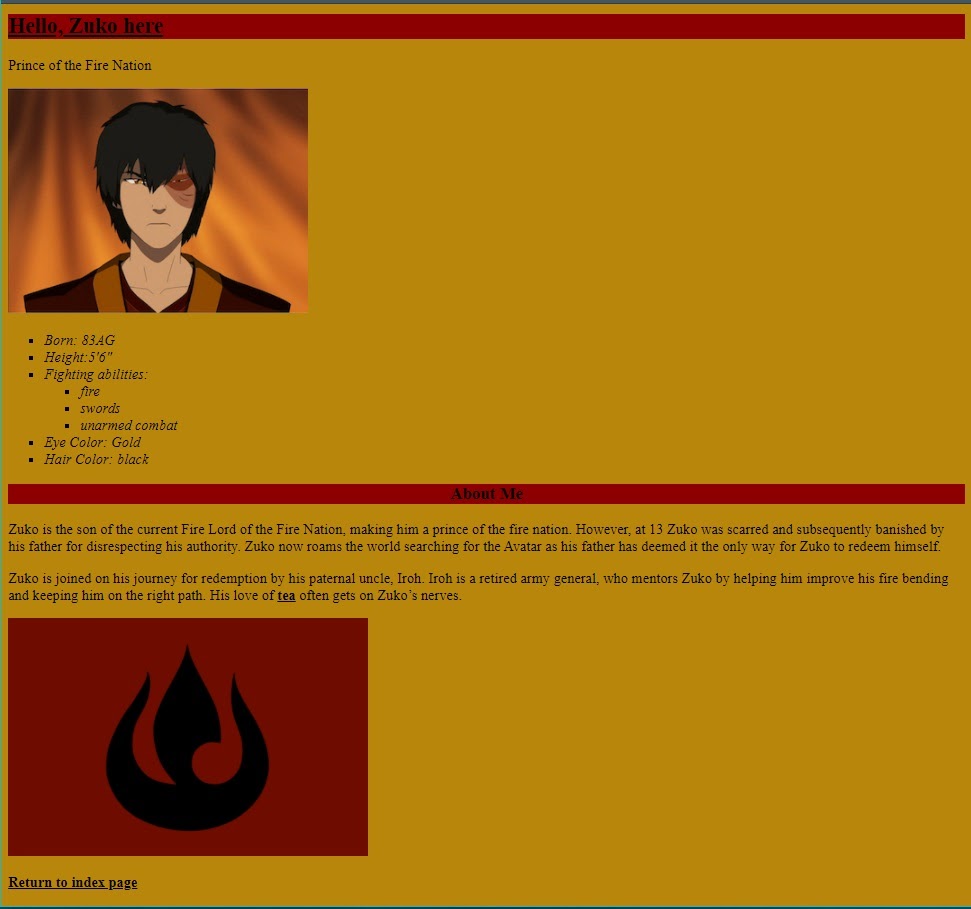 Hello, Zuko here
Prince of the Fire Nation
Born: 83AG
Height:5'6"
Fighting abilities:
fire
swords
unarmed combat
Eye Color: Gold
Hair Color: black
About Me
Zuko is the son of the current Fire Lord of the Fire Nation, making him a prince of the fire nation. However, at 13 Zuko was scarred and subsequently banished by
his father for disrespecting his authority. Zuko now roams the world searching for the Avatar as his father has deemed it the only way for Zuko to redeem himself.
Zuko is joined on his journey for redemption by his paternal uncle, Iroh. Iroh is a retired army general, who mentors Zuko by helping him improve his fire bending
and keeping him on the right path. His love of tea often gets on Zuko’s nerves.
Return to index page